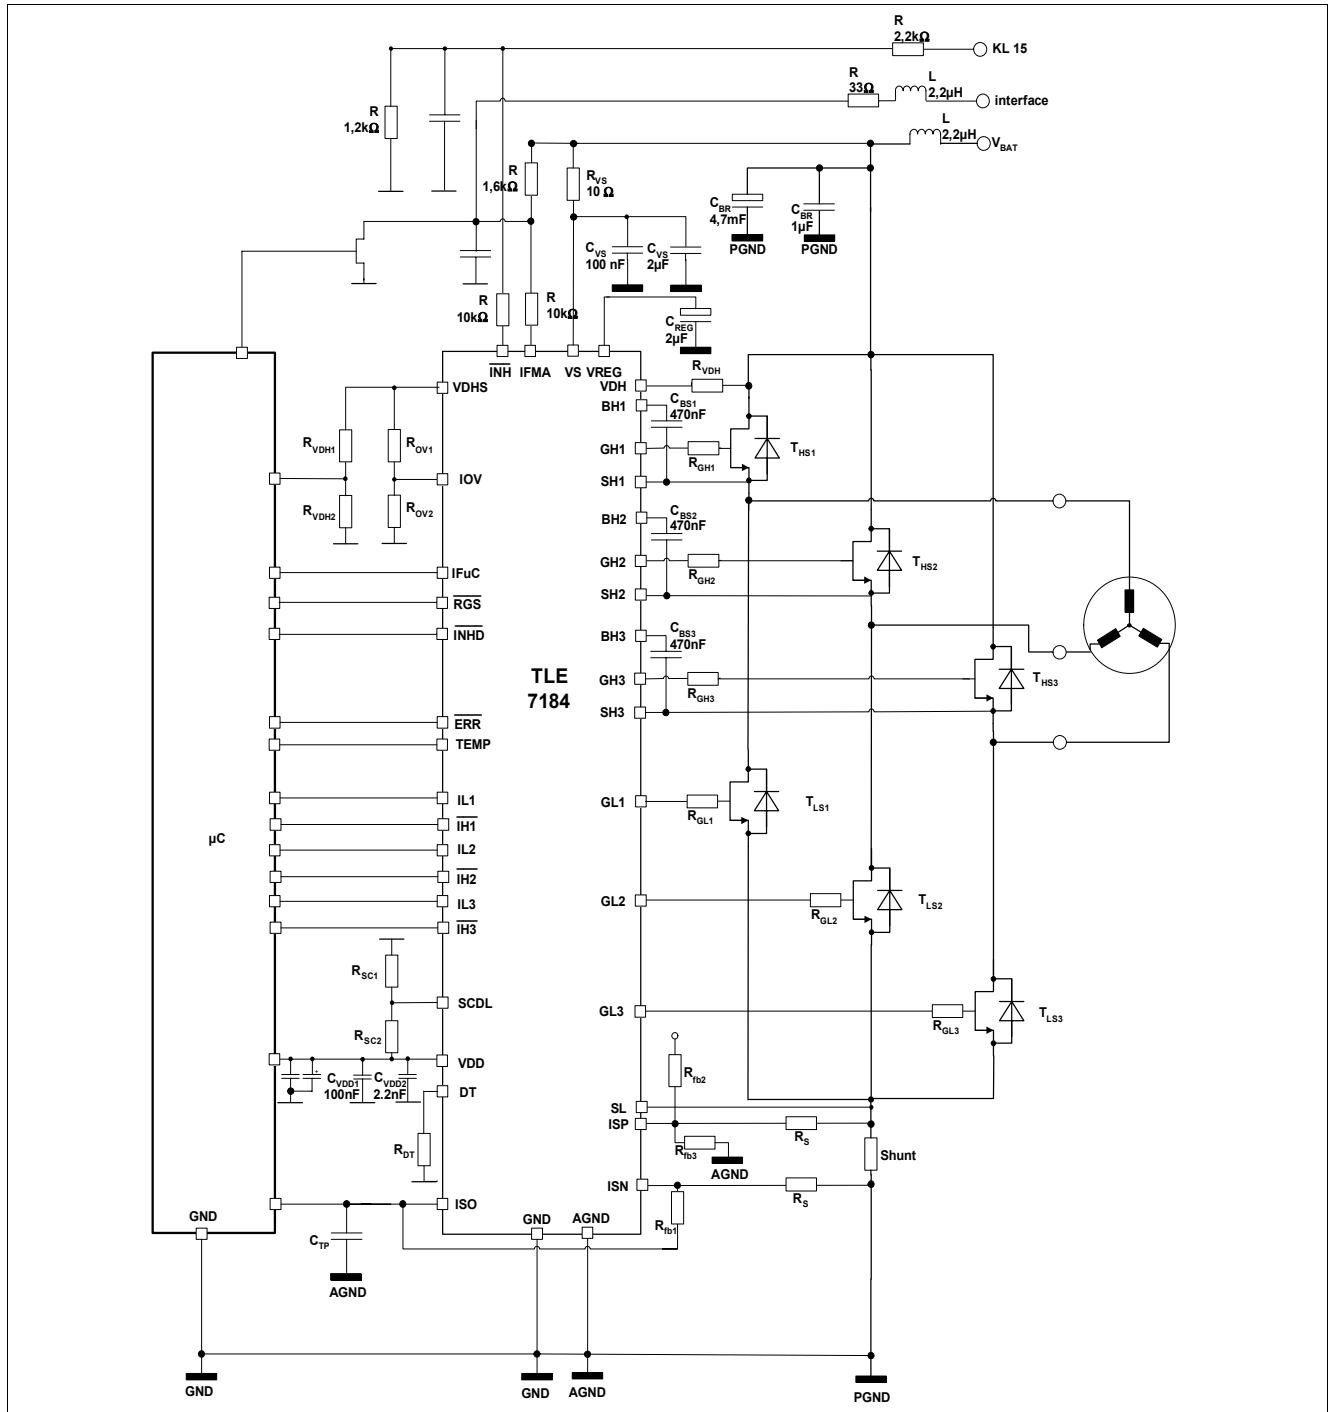 R
2,2kΩ
KL 15
R
33Ω
L
2,2µH
interface
R
1,2kΩ
L
2,2µH
VBAT
R
1,6kΩ
RVS
10 Ω
CBR
4,7mF
CBR
1µF
PGND
PGND
CVS
100 nF
CVS
2µF
R
10kΩ
R
10kΩ
CREG
2µF
INH
IFMA
VS
VREG
RVDH
VDHS
VDH
BH1
CBS1
470nF
RVDH1
ROV1
GH1
RGH1
THS1
IOV
SH1
RVDH2
ROV2
BH2
CBS2
470nF
GH2
RGH2
THS2
IFuC
SH2
RGS
INHD
BH3
CBS3
470nF
TLE
7184
GH3
RGH3
THS3
SH3
ERR
TEMP
IL1
GL1
RGL1
TLS1
IH1
µC
IL2
IH2
IL3
GL2
RGL2
TLS2
IH3
RSC1
SCDL
GL3
RGL3
TLS3
RSC2
VDD
CVDD1
100nF
CVDD2
2.2nF
+
DT
Rfb2
SL
ISP
RS
RDT
Rfb3
AGND
Shunt
ISN
RS
ISO
Rfb1
GND
CTP
GND
AGND
AGND
GND
GND
AGND
PGND